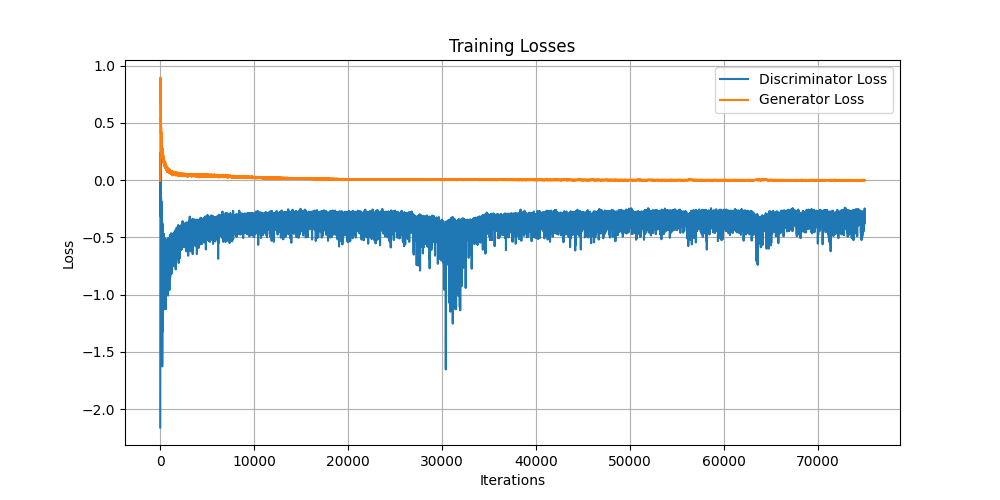 Training Losses
Discriminator Loss
Generator Loss
1.0
0.5
0.0
−0.5
−1.0
−1.5
−2.0
Loss
0 10000 20000 30000 40000 50000 60000 70000
Iterations